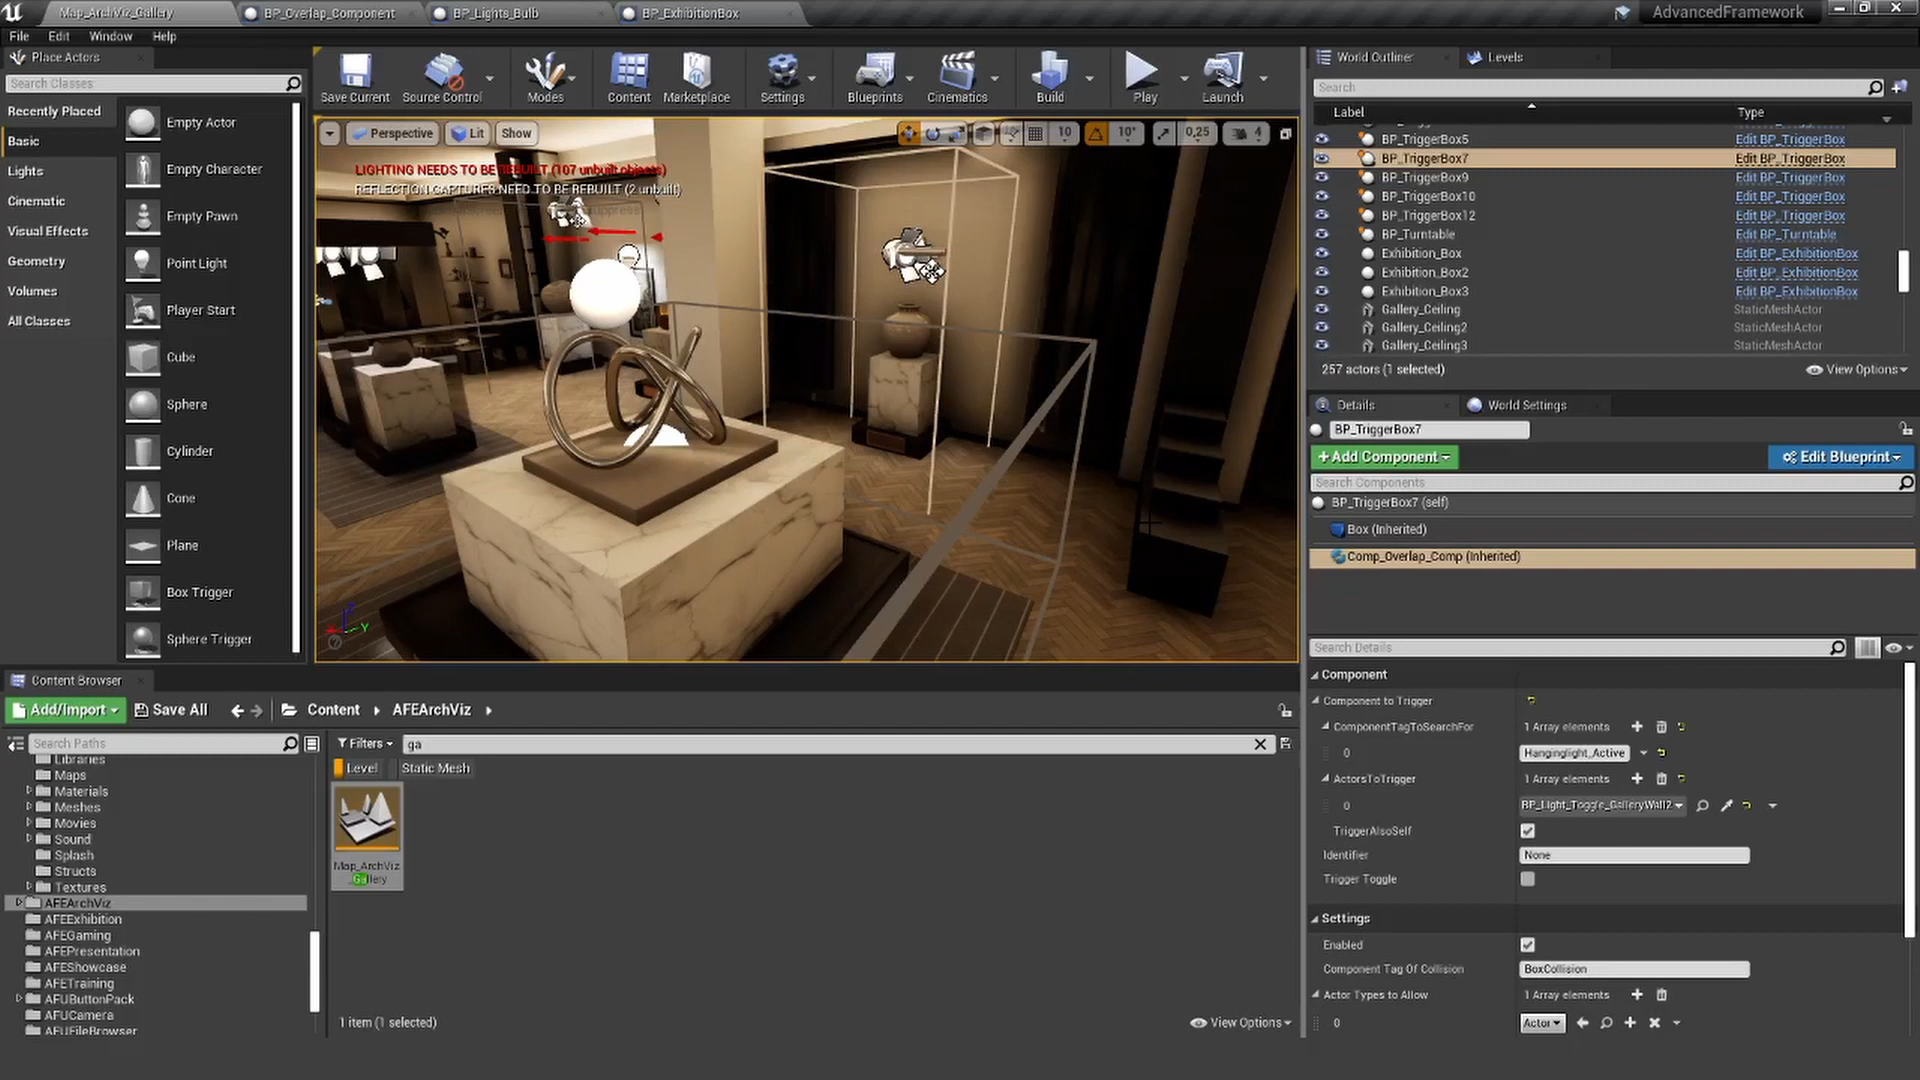 Map_ArchViz_Gallery
BP_Overlap_Component
BP_Lights_Bulb
BP_ExhibitionBox
AdvancedFramework
File Edit Window Help
Place Actors
Search Classes
Recently Placed
Basic
Lights
Cinematic
Visual Effects
Geometry
Volumes
All Classes
Empty Actor
Empty Character
Empty Pawn
Point Light
Player Start
Cube
Sphere
Cylinder
Cone
Plane
Box Trigger
Sphere Trigger
Save Current
Source Control
Modes
Content
Marketplace
Settings
Blueprints
Cinematics
Build
Play
Launch
Perspective
Lit
Show
10
10°
0,25
4
LIGHTING NEEDS TO BE REBUILT (107 unbuilt objects)
REFLECTION CAPTURES NEED TO BE REBUILT (2 unbuilt)
Z
Y
World Outliner
Levels
Search
Label Type
BP_TriggerBox5 Edit BP_TriggerBox
BP_TriggerBox7 Edit BP_TriggerBox
BP_TriggerBox9 Edit BP_TriggerBox
BP_TriggerBox10 Edit BP_TriggerBox
BP_TriggerBox12 Edit BP_TriggerBox
BP_Turntable Edit BP_Turntable
Exhibition_Box Edit BP_ExhibitionBox
Exhibition_Box2 Edit BP_ExhibitionBox
Exhibition_Box3 Edit BP_ExhibitionBox
Gallery_Ceiling StaticMeshActor
Gallery_Ceiling2 StaticMeshActor
Gallery_Ceiling3 StaticMeshActor
257 actors (1 selected)
View Options
Details
World Settings
BP_TriggerBox7
+Add Component
Edit Blueprint
Search Components
BP_TriggerBox7 (self)
Box (Inherited)
Comp_Overlap_Comp (Inherited)
Search Details
Component
Component to Trigger
ComponentTagToSearchFor 1 Array elements
0 Hanginglight_Active
ActorsToTrigger 1 Array elements
0 BP_Light_Toggle_GalleryWall2
TriggerAlsoSelf
Identifier None
Trigger Toggle
Settings
Enabled
Component Tag Of Collision BoxCollision
Actor Types to Allow 1 Array elements
0 Actor
Content Browser
Add/Import
Save All
Content
AFEArchViz
Search Paths
Filters
ga
Level
Static Mesh
Libraries
Maps
Materials
Meshes
Movies
Sound
Splash
Structs
Textures
AFEArchViz
AFEExhibition
AFEGaming
AFEPresentation
AFEShowcase
AFETraining
AFUButtonPack
AFUCamera
AFUFileBrowser
Map_ArchViz
_Gallery
1 item (1 selected)
View Options